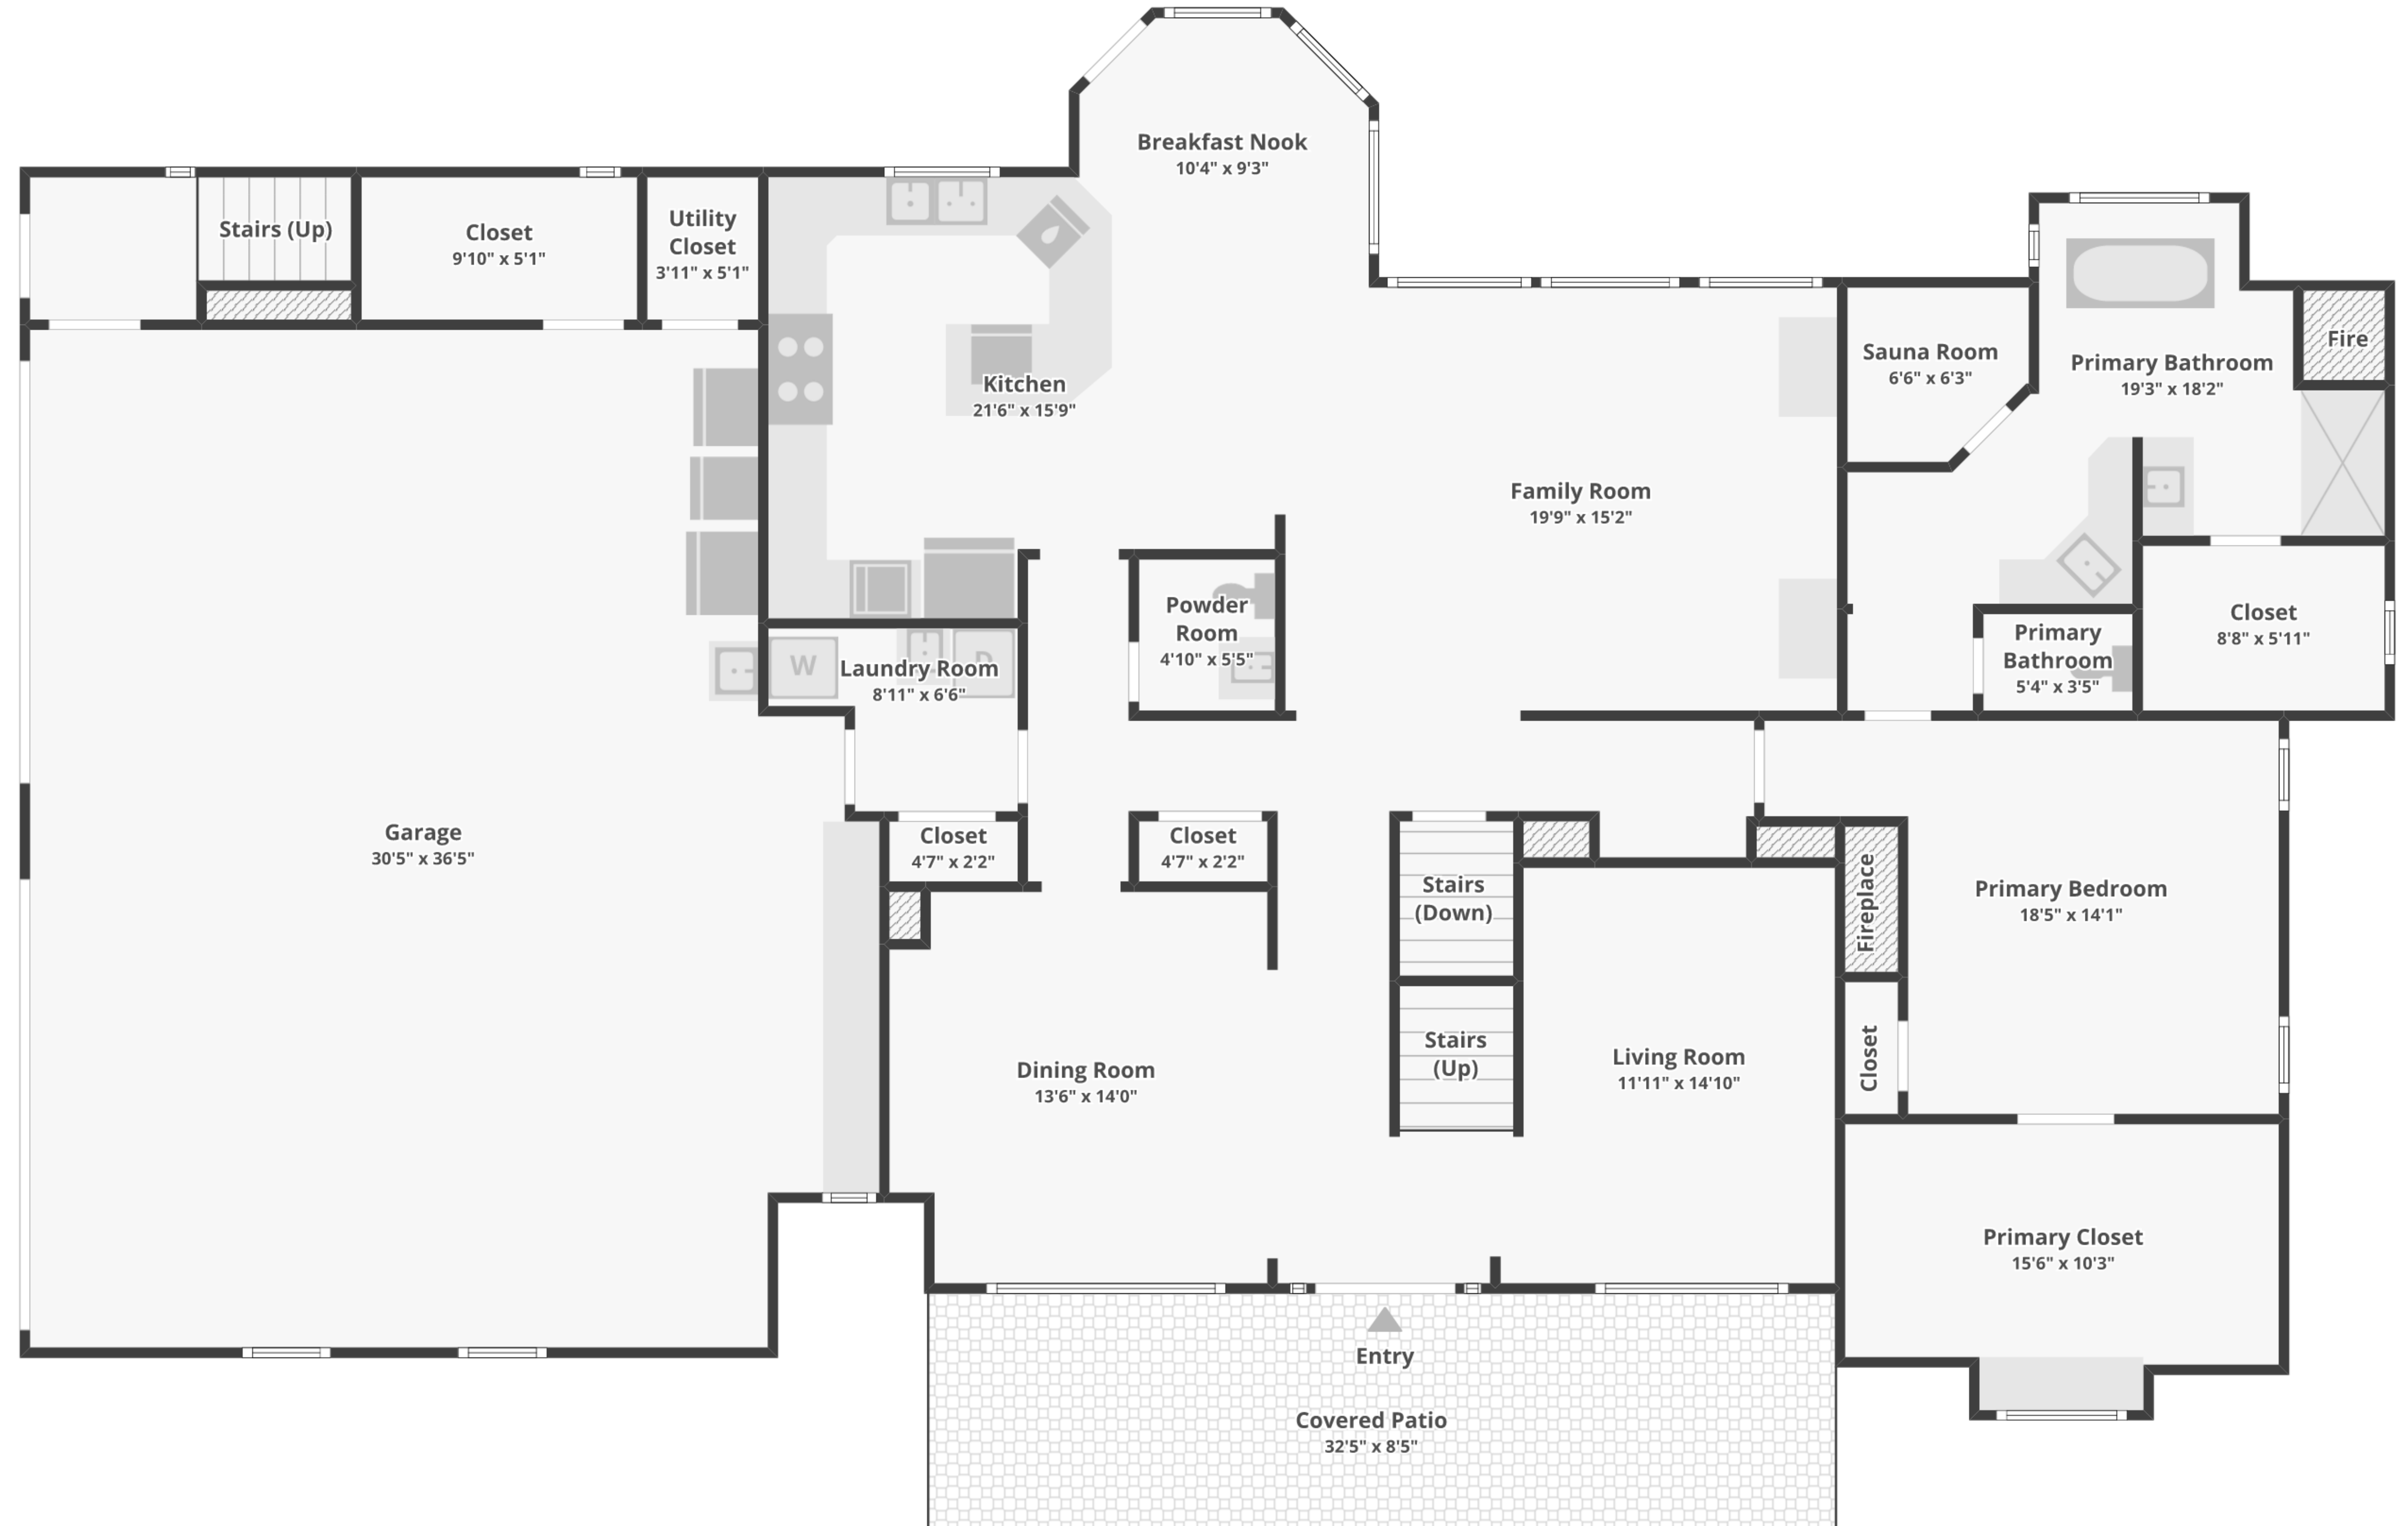 Breakfast Nook
10'4" x 9'3"
Stairs (Up)
Closet
9'10" x 5'1"
Utility
Closet
3'11" x 5'1"
Kitchen
21'6" x 15'9"
Sauna Room
6'6" x 6'3"
Primary Bathroom
19'3" x 18'2"
Fire
Family Room
19'9" x 15'2"
Powder
Room
4'10" x 5'5"
W
D
Laundry Room
8'11" x 6'6"
Primary
Bathroom
5'4" x 3'5"
Closet
8'8" x 5'11"
Garage
30'5" x 36'5"
Closet
4'7" x 2'2"
Closet
4'7" x 2'2"
Stairs
(Down)
Fireplace
Primary Bedroom
18'5" x 14'1"
Stairs
(Up)
Dining Room
13'6" x 14'0"
Living Room
11'11" x 14'10"
Closet
Primary Closet
15'6" x 10'3"
Entry
Covered Patio
32'5" x 8'5"